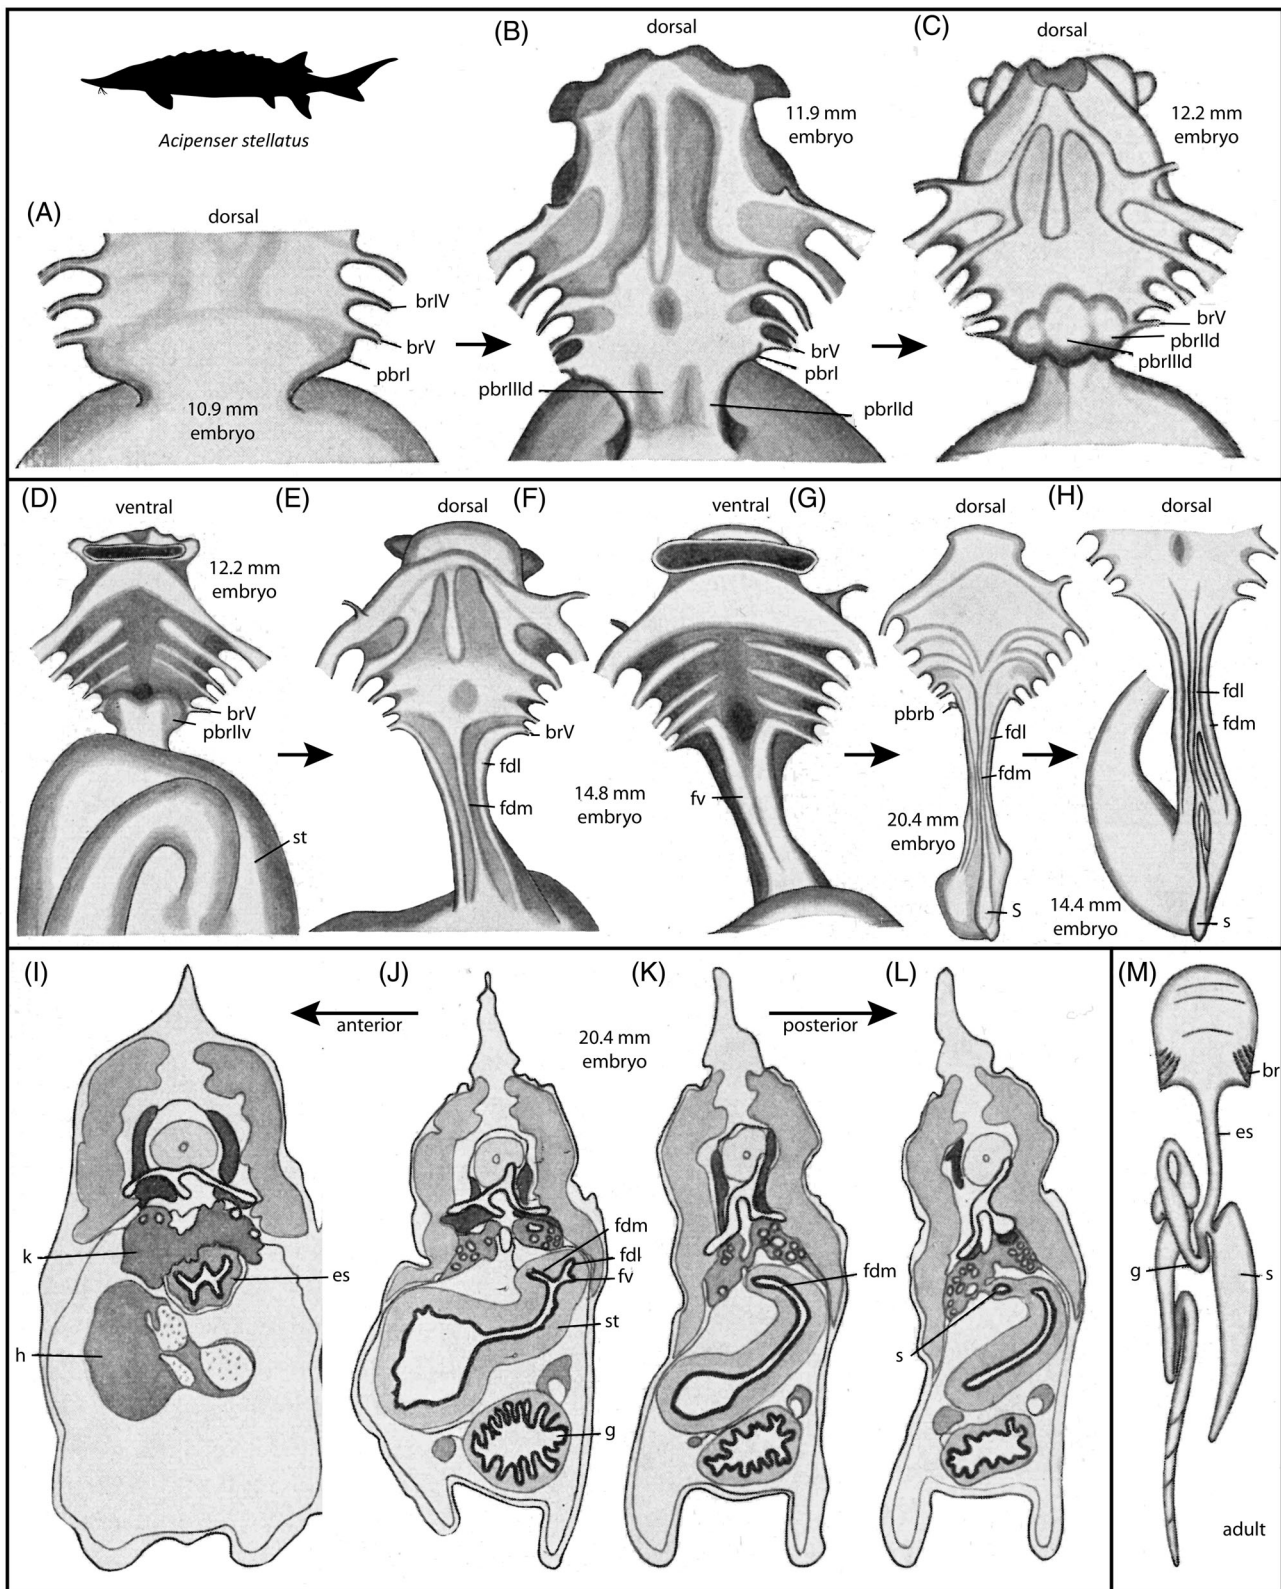 Acipenser stellatus
(A)
dorsal
brIV
brV
pbrI
10.9 mm
embryo
(B)
dorsal
11.9 mm
embryo
brV
pbrI
pbrIIId
pbrIId
(C)
dorsal
12.2 mm
embryo
brV
pbrIId
pbrIIId
(D)
ventral
12.2 mm
embryo
brV
pbrIIv
st
(E)
dorsal
brV
fdl
fdm
14.8 mm
embryo
(F)
ventral
fv
(G)
dorsal
pbrb
fdl
fdm
20.4 mm
embryo
S
(H)
dorsal
fdl
fdm
14.4 mm
embryo
s
(I)
k
es
h
anterior
(J)
20.4 mm
embryo
fdm
fdl
fv
st
g
(K)
posterior
fdm
(L)
s
(M)
br
es
g
s
adult